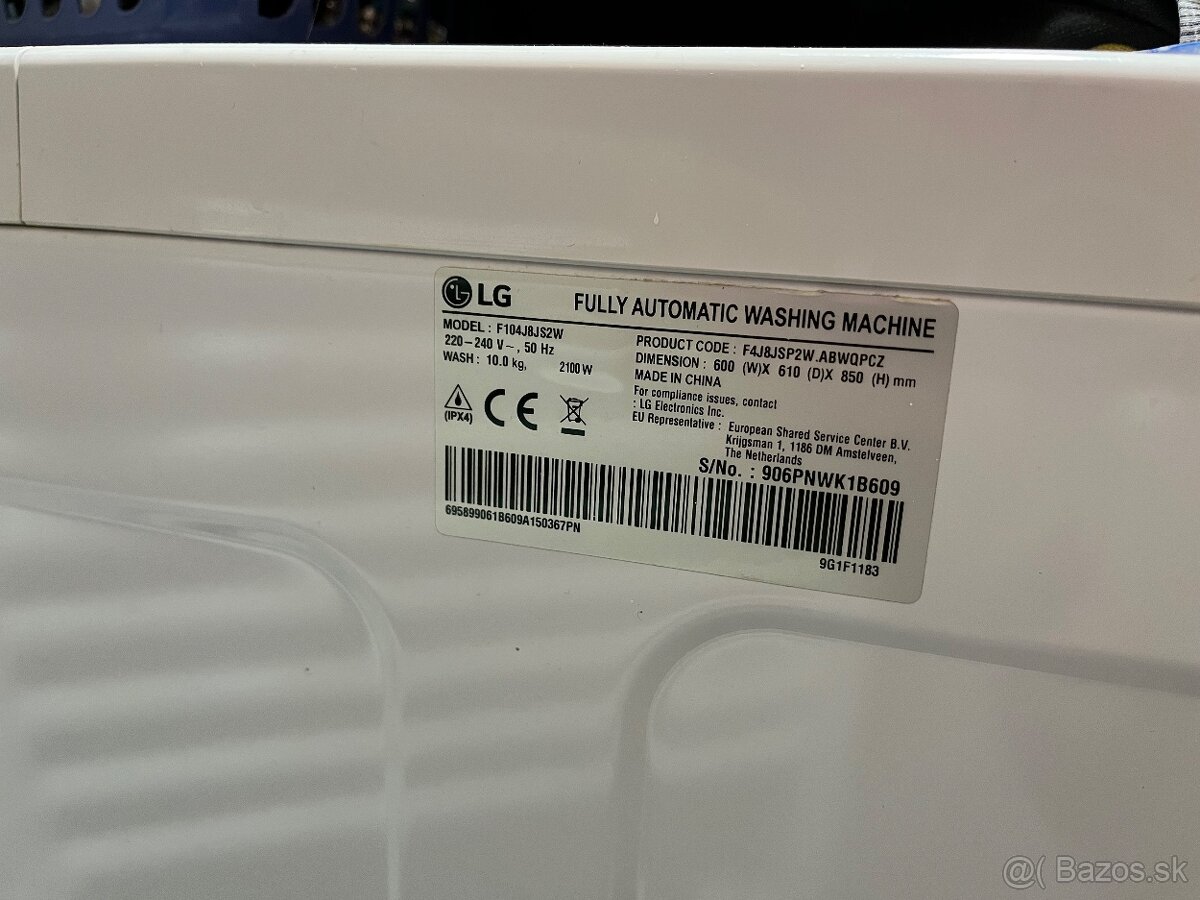 LG FULLY AUTOMATIC WASHING MACHINE
MODEL : F104J8JS2W
220-240 V~, 50 Hz
WASH : 10.0 kg, 2100 W
(IPX4)
CE
PRODUCT CODE : F4J8JSP2W.ABWQPCZ
DIMENSION : 600 (W)X 610 (D)X 850 (H) mm
MADE IN CHINA
For compliance issues, contact
: LG Electronics Inc.
EU Representative : European Shared Service Center B.V.
Krijgsman 1, 1186 DM Amstelveen,
The Netherlands
S/No. : 906PNWK1B609
695899061B609A150367PN
9G1F1183
@( Bazos.sk